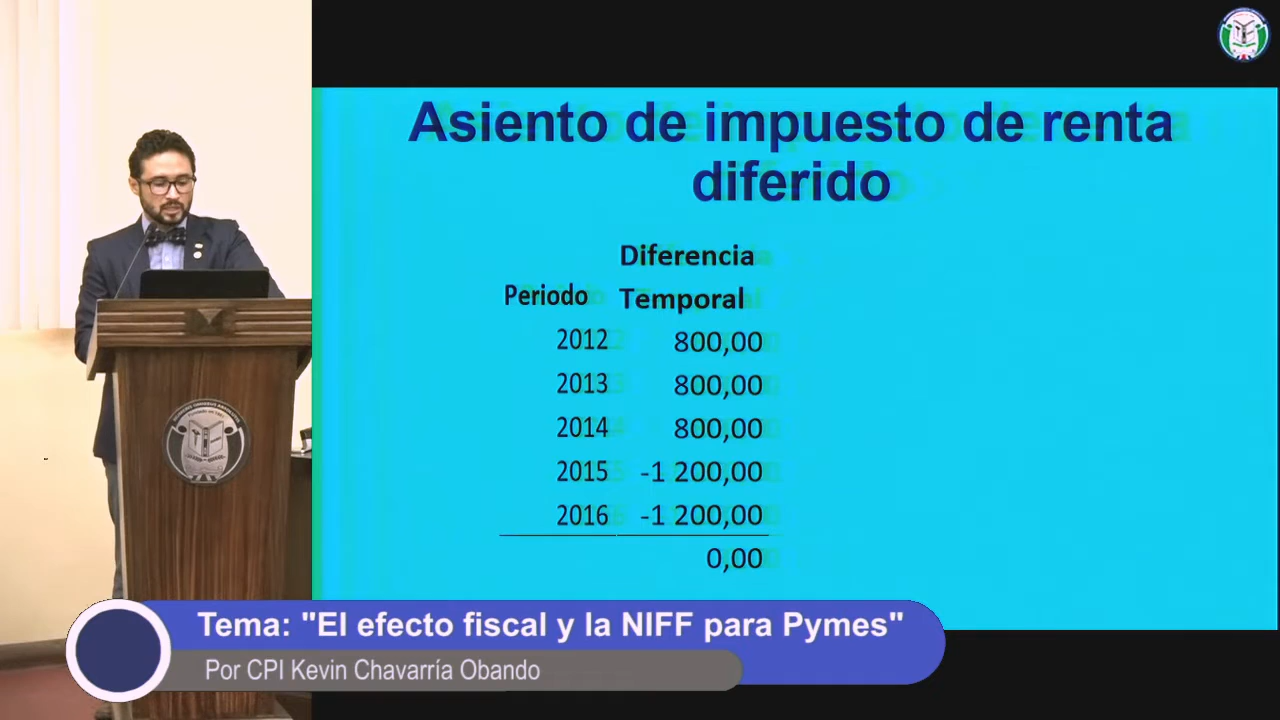 Asiento de impuesto de renta
diferido
Diferencia
Periodo Temporal
2012 800,00
2013 800,00
2014 800,00
2015 -1 200,00
2016 -1 200,00
0,00
Tema: "El efecto fiscal y la NIFF para Pymes"
Por CPI Kevin Chavarría Obando